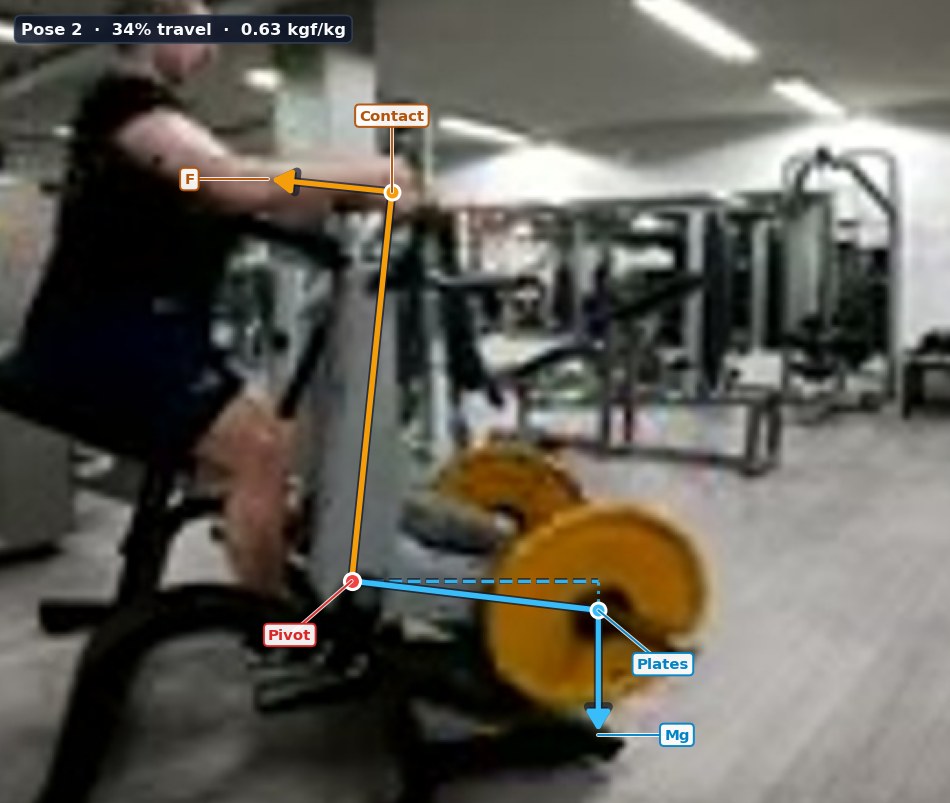 Pose 2 · 34% travel · 0.63 kgf/kg
Contact
F
Pivot
Plates
Mg